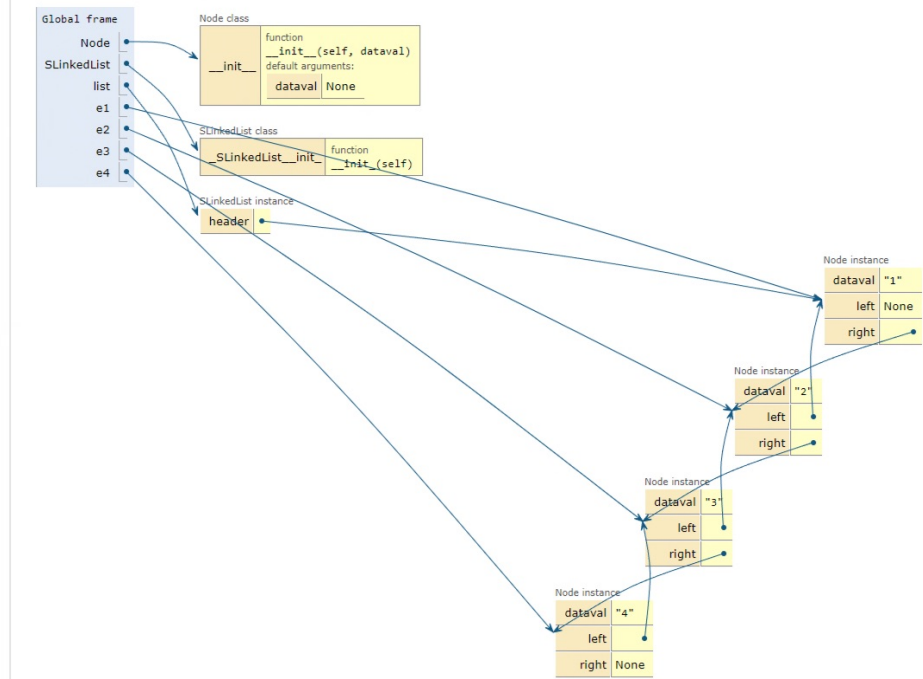 Global frame
Node
SLinkedList
list
e1
e2
e3
e4
Node class
__init__
function
__init__(self, dataval)
default arguments:
dataval None
SLinkedList class
_SLinkedList__init_
function
__init_(self)
SLinkedList instance
header
Node instance
dataval "1"
left None
right
Node instance
dataval "2"
left
right
Node instance
dataval "3"
left
right
Node instance
dataval "4"
left
right None